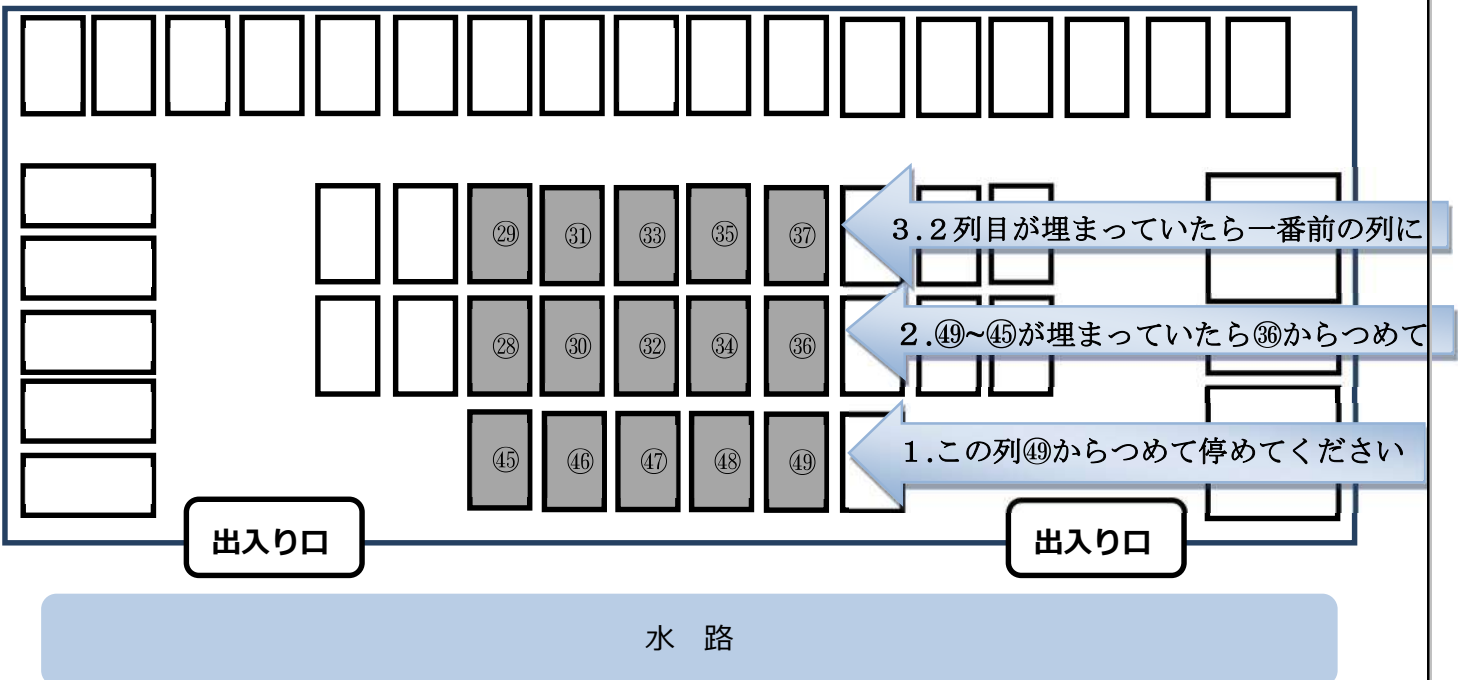 ㉙ ㉛ ㉝ ㉟ ㊲
3.2列目が埋まっていたら一番前の列に
㉘ ㉚ ㉜ ㉞ ㊱
2.㊾~㊺が埋まっていたら㊱からつめて
㊺ ㊻ ㊼ ㊽ ㊾
1.この列㊾からつめて停めてください
出入り口
出入り口
水 路